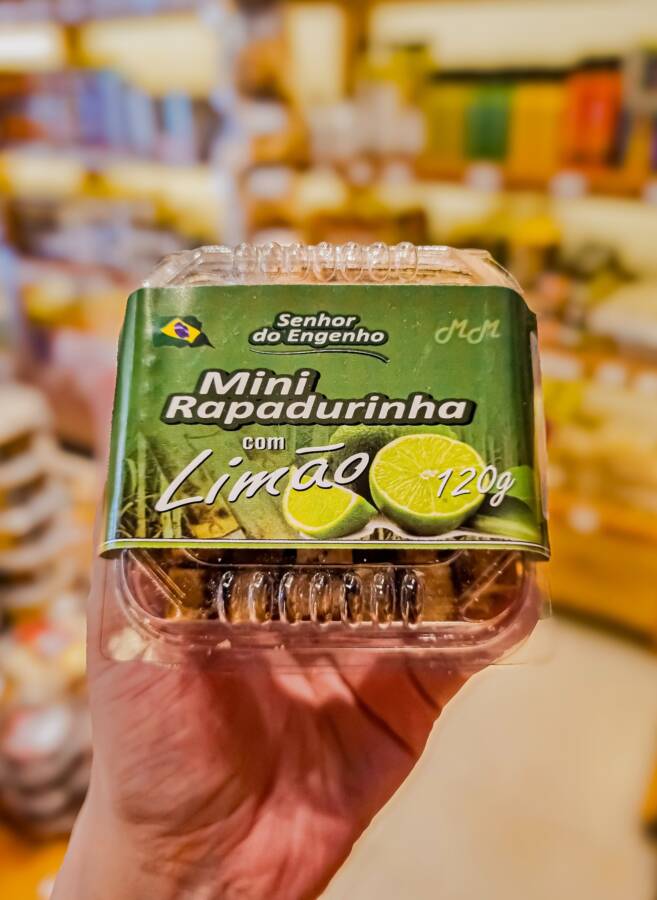 Senhor
do Engenho
MM
Mini
Rapadurinha
com
Limão
120g